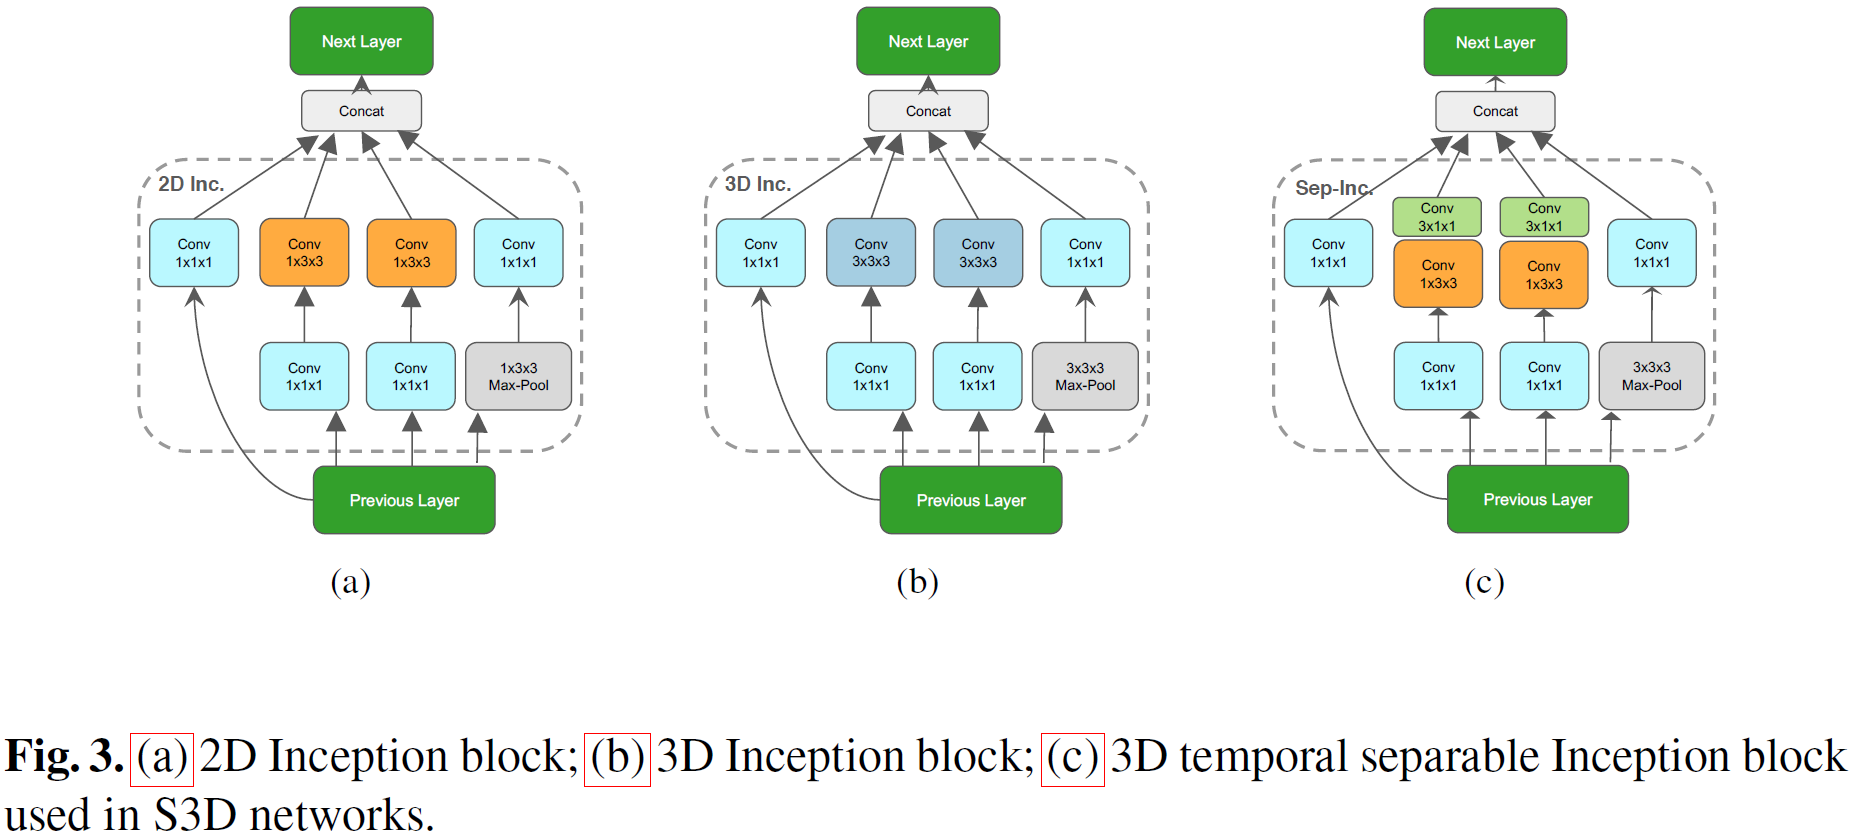 Next Layer
Concat
2D Inc.
Conv
1x1x1
Conv
1x3x3
Conv
1x3x3
Conv
1x1x1
Conv
1x1x1
Conv
1x1x1
1x3x3
Max-Pool
Previous Layer
(a)
Next Layer
Concat
3D Inc.
Conv
1x1x1
Conv
3x3x3
Conv
3x3x3
Conv
1x1x1
Conv
1x1x1
Conv
1x1x1
3x3x3
Max-Pool
Previous Layer
(b)
Next Layer
Concat
Sep-Inc.
Conv
3x1x1
Conv
3x1x1
Conv
1x1x1
Conv
1x3x3
Conv
1x3x3
Conv
1x1x1
Conv
1x1x1
Conv
1x1x1
3x3x3
Max-Pool
Previous Layer
(c)
Fig. 3. (a) 2D Inception block; (b) 3D Inception block; (c) 3D temporal separable Inception block
used in S3D networks.